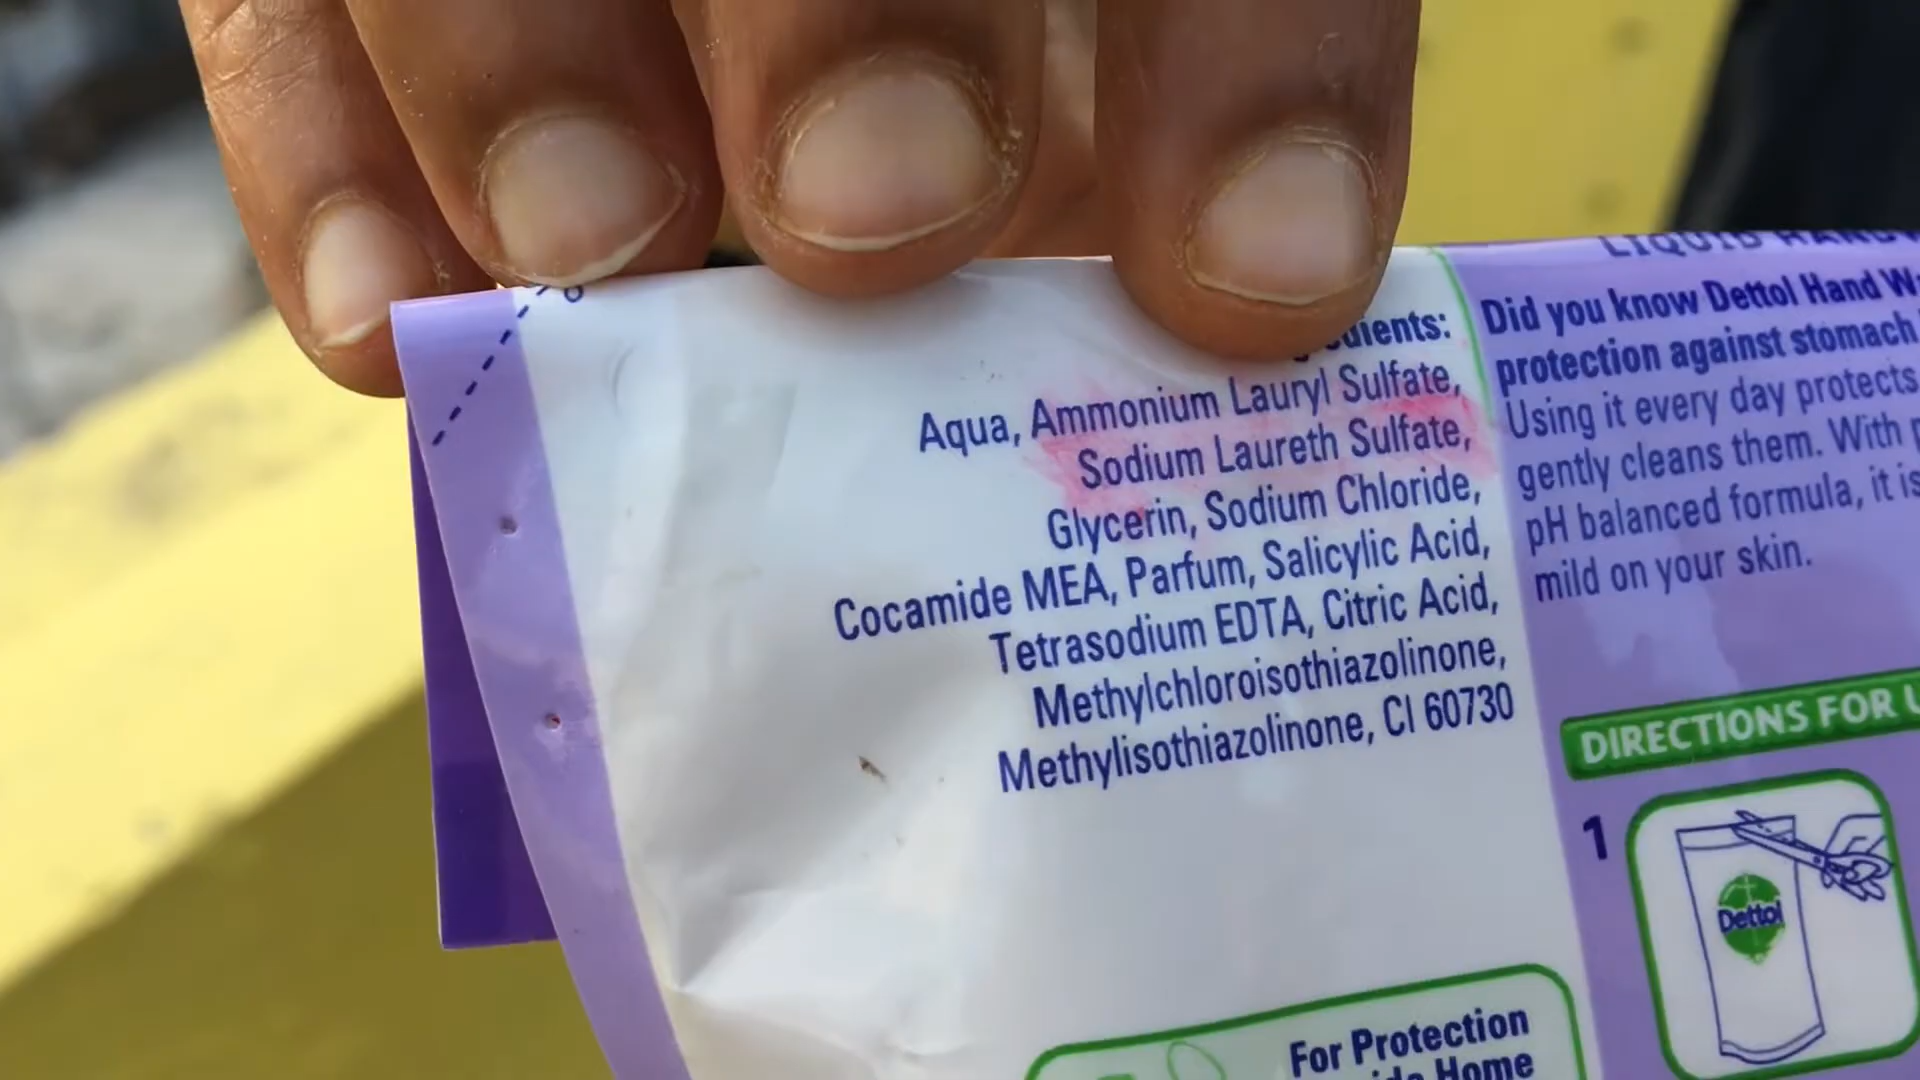 Ingredients:
Aqua, Ammonium Lauryl Sulfate,
Sodium Laureth Sulfate,
Glycerin, Sodium Chloride,
Cocamide MEA, Parfum, Salicylic Acid,
Tetrasodium EDTA, Citric Acid,
Methylchloroisothiazolinone,
Methylisothiazolinone, CI 60730
For Protection
Home
LIQUID
Did you know Dettol Hand
protection against stomach
Using it every day protects
gently cleans them. With
pH balanced formula, it is
mild on your skin.
DIRECTIONS FOR
1
Dettol